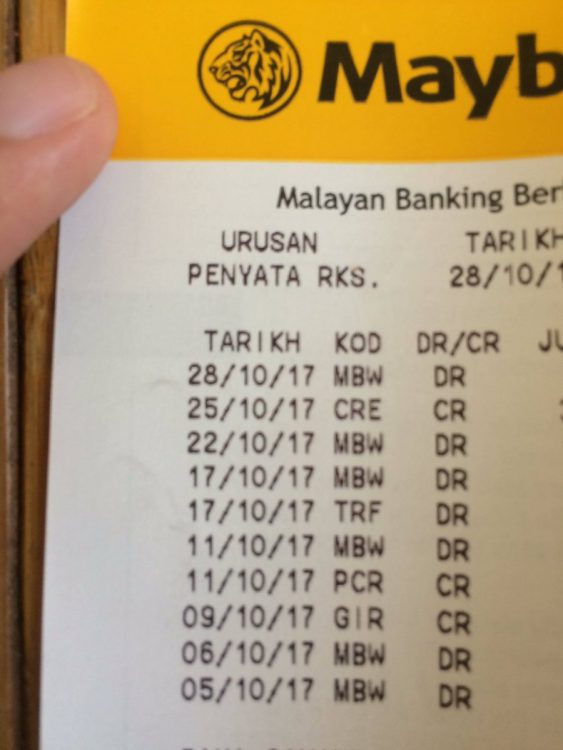 Mayb
Malayan Banking Ber
URUSAN TARIKH
PENYATA RKS. 28/10/1
TARIKH KOD DR/CR JU
28/10/17 MBW DR
25/10/17 CRE CR
22/10/17 MBW DR
17/10/17 MBW DR
17/10/17 TRF DR
11/10/17 MBW DR
11/10/17 PCR CR
09/10/17 GIR CR
06/10/17 MBW DR
05/10/17 MBW DR